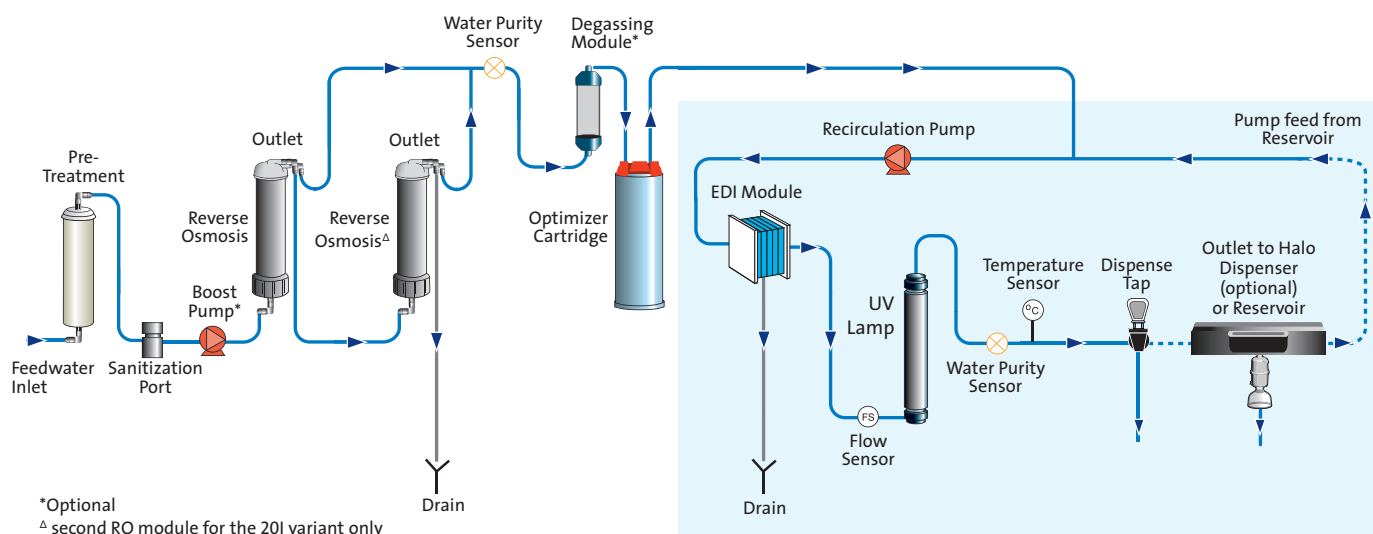 Water Purity
Sensor
Degassing
Module*
Outlet
Outlet
Recirculation Pump
Pump feed from
Reservoir
Pre-
Treatment
EDI Module
Reverse
Osmosis
Reverse
OsmosisΔ
Optimizer
Cartridge
Outlet to Halo
Dispenser
(optional)
or Reservoir
Temperature
Sensor
Dispense
Tap
Boost
Pump*
UV
Lamp
°C
Feedwater
Inlet
Sanitization
Port
Water Purity
Sensor
FS
Flow
Sensor
Drain
Drain
*Optional
Δ second RO module for the 20I variant only